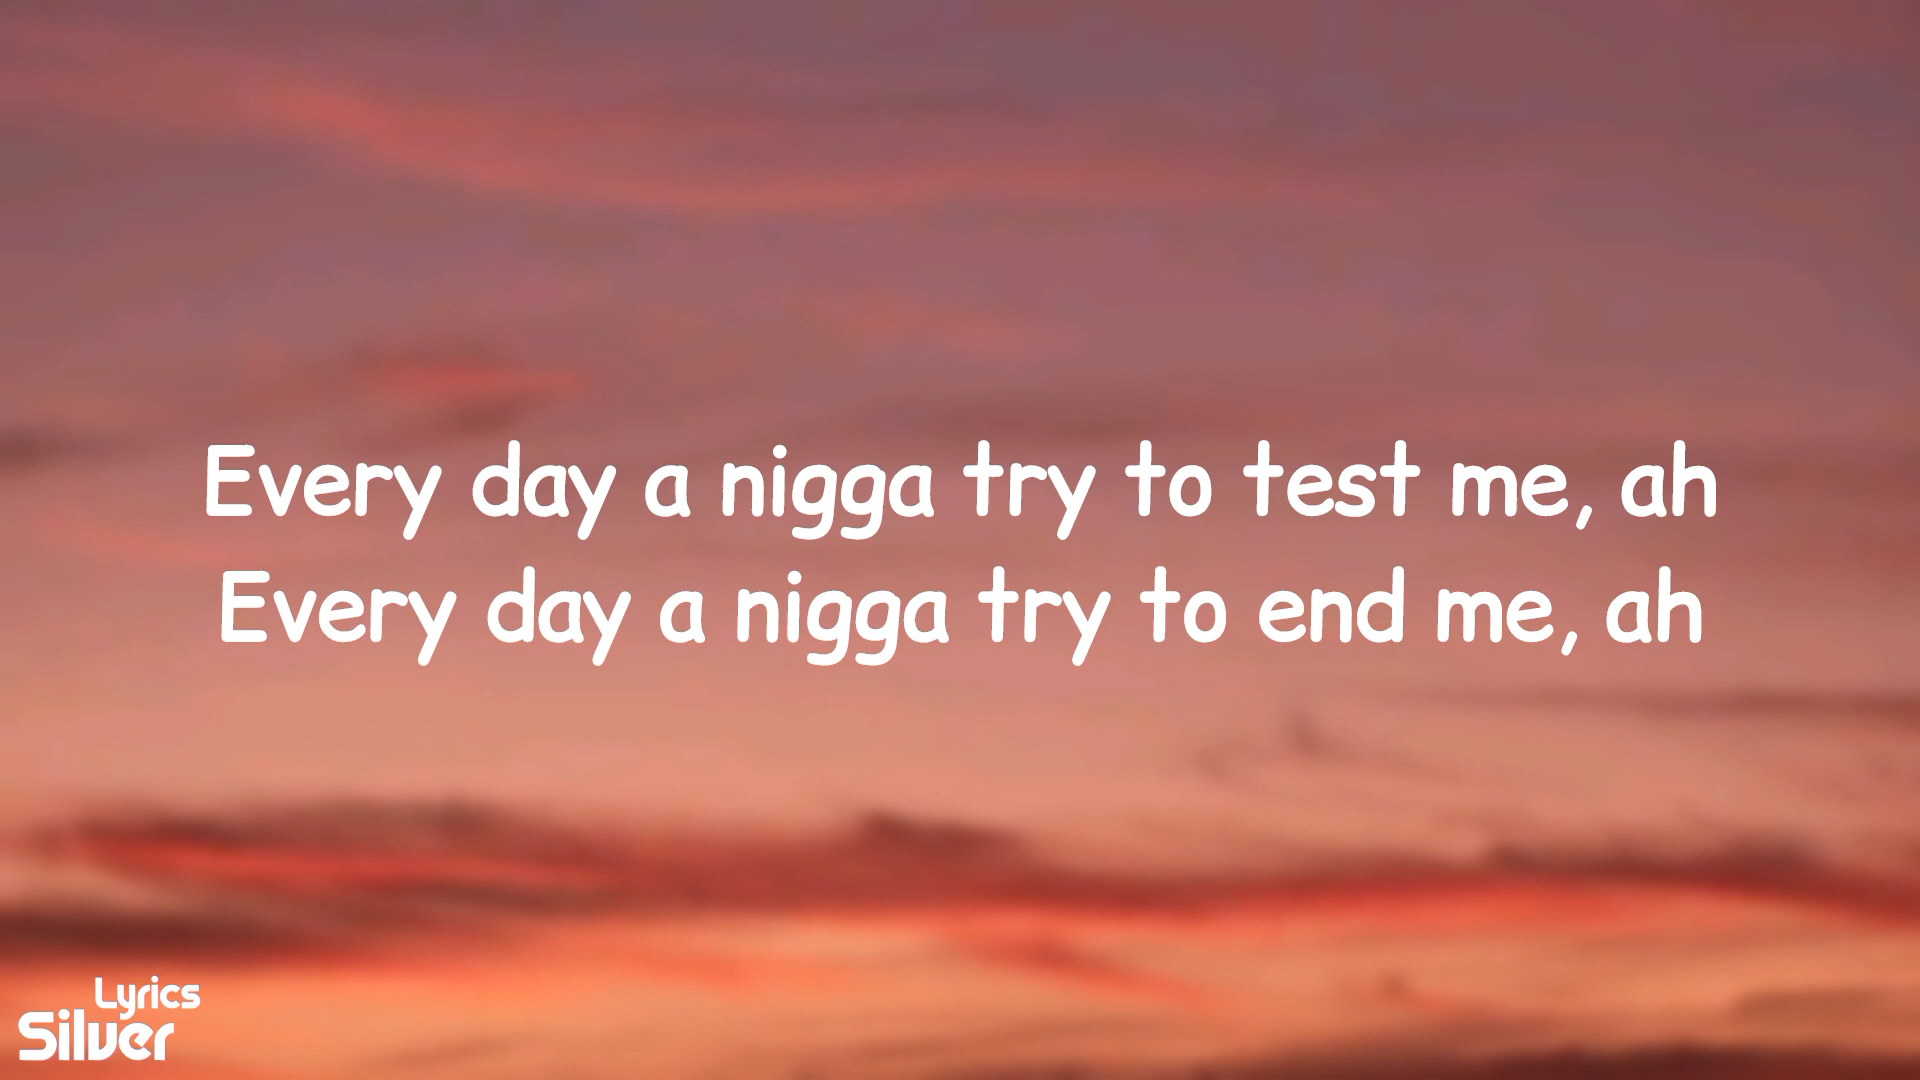 Every day a nigga try to test me, ah
Every day a nigga try to end me, ah
Lyrics
Silver